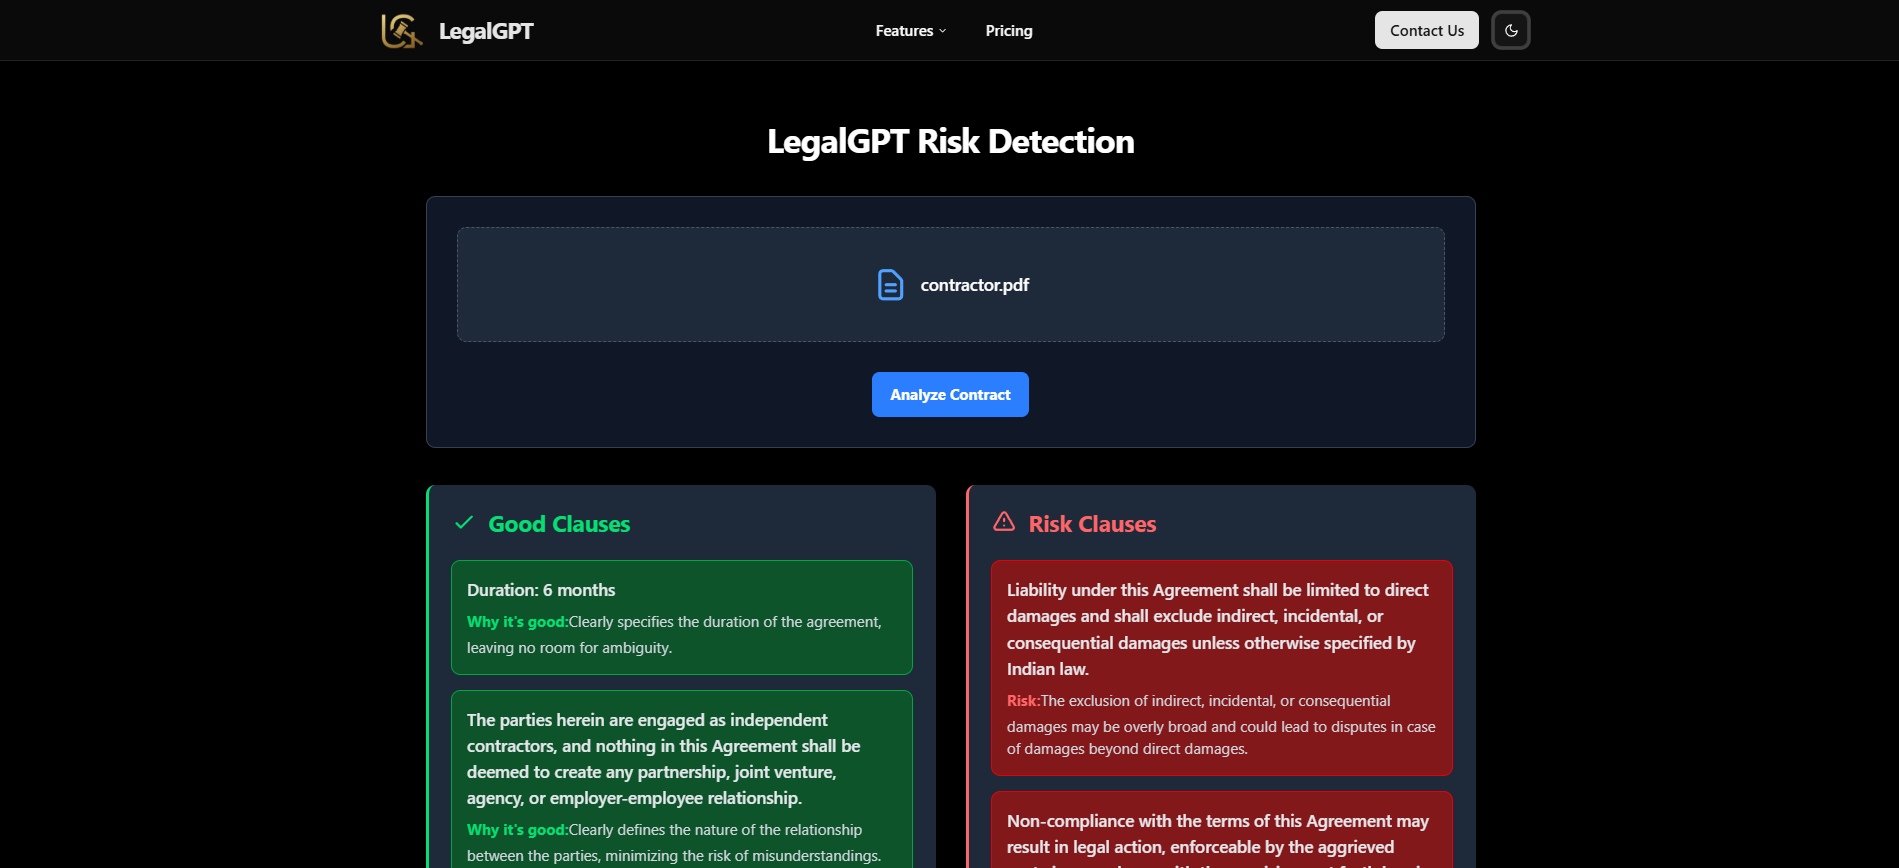 LegalGPT
Features
Pricing
Contact Us
LegalGPT Risk Detection
contractor.pdf
Analyze Contract
Good Clauses
Duration: 6 months
Why it's good:Clearly specifies the duration of the agreement,
leaving no room for ambiguity.
The parties herein are engaged as independent
contractors, and nothing in this Agreement shall be
deemed to create any partnership, joint venture,
agency, or employer-employee relationship.
Why it's good:Clearly defines the nature of the relationship
between the parties, minimizing the risk of misunderstandings.
Risk Clauses
Liability under this Agreement shall be limited to direct
damages and shall exclude indirect, incidental, or
consequential damages unless otherwise specified by
Indian law.
Risk:The exclusion of indirect, incidental, or consequential
damages may be overly broad and could lead to disputes in case
of damages beyond direct damages.
Non-compliance with the terms of this Agreement may
result in legal action, enforceable by the aggrieved